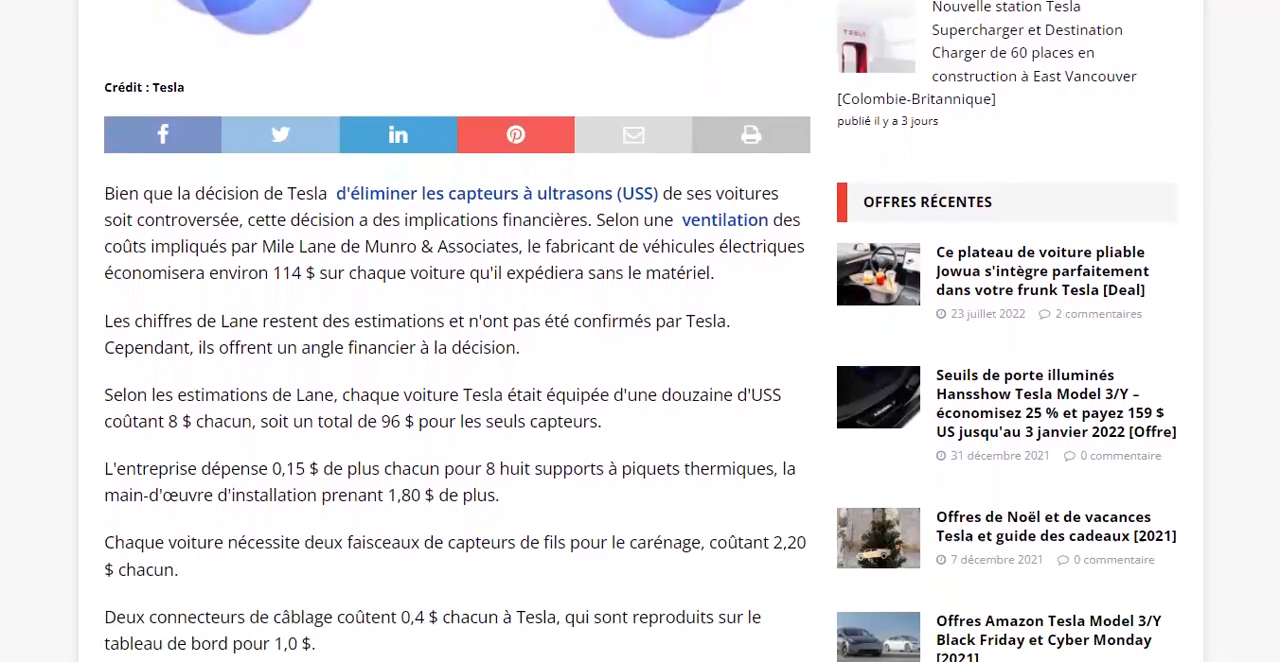 Crédit : Tesla
Bien que la décision de Tesla d'éliminer les capteurs à ultrasons (USS) de ses voitures
soit controversée, cette décision a des implications financières. Selon une ventilation des
coûts impliqués par Mile Lane de Munro & Associates, le fabricant de véhicules électriques
économisera environ 114 $ sur chaque voiture qu'il expédiera sans le matériel.
Les chiffres de Lane restent des estimations et n'ont pas été confirmés par Tesla.
Cependant, ils offrent un angle financier à la décision.
Selon les estimations de Lane, chaque voiture Tesla était équipée d'une douzaine d'USS
coûtant 8 $ chacun, soit un total de 96 $ pour les seuls capteurs.
L'entreprise dépense 0,15 $ de plus chacun pour 8 huit supports à piquets thermiques, la
main-d'œuvre d'installation prenant 1,80 $ de plus.
Chaque voiture nécessite deux faisceaux de capteurs de fils pour le carénage, coûtant 2,20
$ chacun.
Deux connecteurs de câblage coûtent 0,4 $ chacun à Tesla, qui sont reproduits sur le
tableau de bord pour 1,0 $.
Nouvelle station Tesla
Supercharger et Destination
Charger de 60 places en
construction à East Vancouver
[Colombie-Britannique]
publié il y a 3 jours
TESLA
OFFRES RÉCENTES
Ce plateau de voiture pliable
Jowua s'intègre parfaitement
dans votre frunk Tesla [Deal]
23 juillet 2022 2 commentaires
Seuils de porte illuminés
Hansshow Tesla Model 3/Y –
économisez 25 % et payez 159 $
US jusqu'au 3 janvier 2022 [Offre]
31 décembre 2021 0 commentaire
Offres de Noël et de vacances
Tesla et guide des cadeaux [2021]
7 décembre 2021 0 commentaire
Offres Amazon Tesla Model 3/Y
Black Friday et Cyber Monday
[2021]